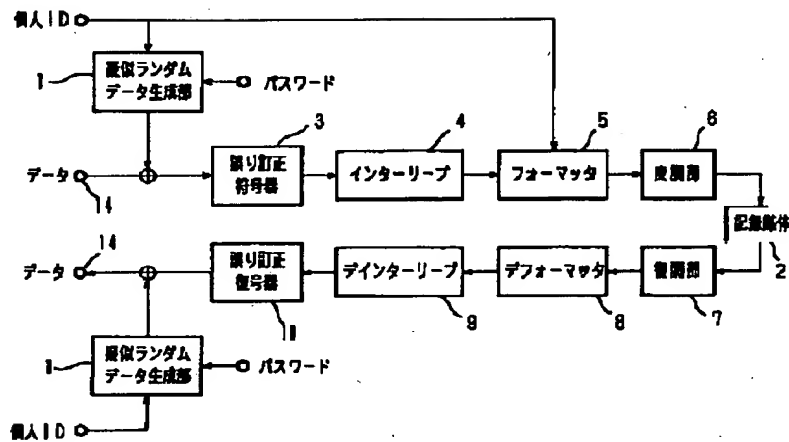 個人ID
1
疑似ランダム
データ生成部
パスワード
3
4
5
6
データ
14
誤り訂正
符号器
インターリーブ
フォーマッタ
変調部
記録媒体
2
14
データ
誤り訂正
復号器
デインターリーブ
デフォーマッタ
復調部
11
9
8
7
1
疑似ランダム
データ生成部
パスワード
個人ID